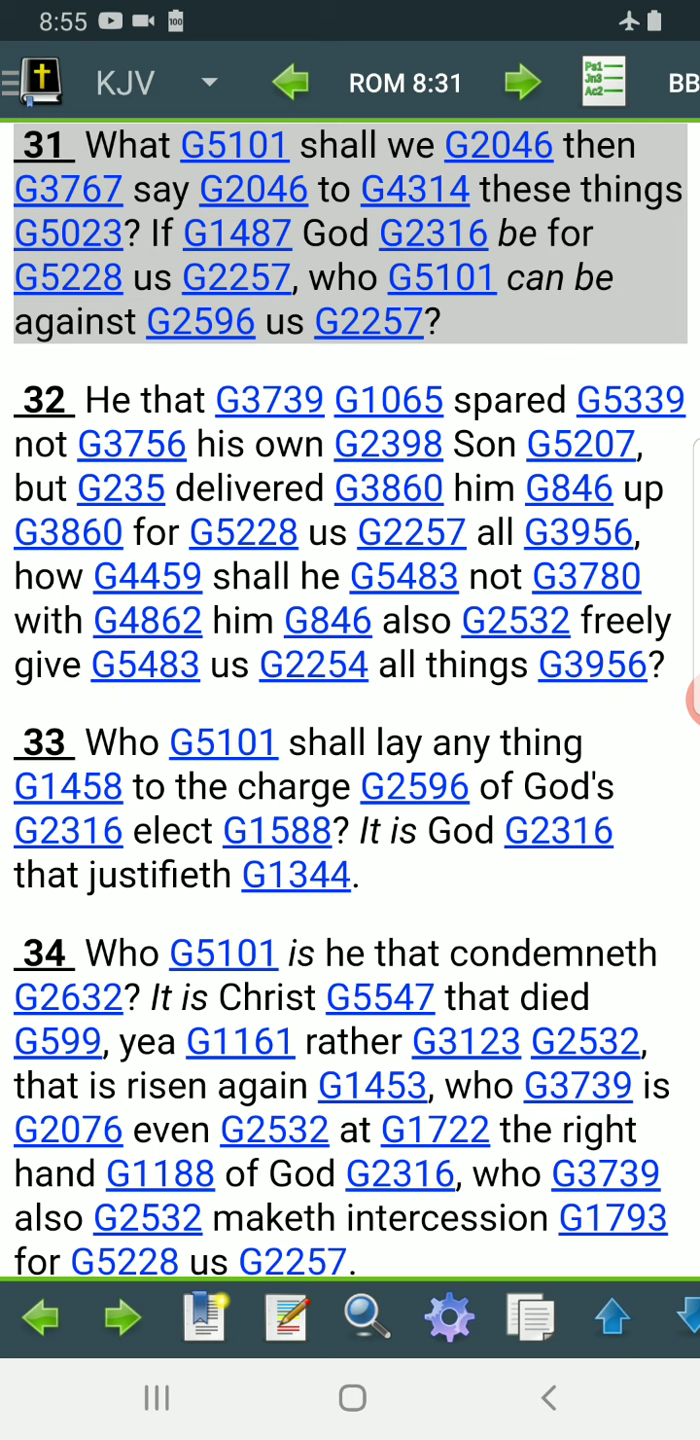 8:55 100
KJV ROM 8:31 Ps1 Jn3 Ac2 BB
31 What G5101 shall we G2046 then
G3767 say G2046 to G4314 these things
G5023? If G1487 God G2316 be for
G5228 us G2257, who G5101 can be
against G2596 us G2257?
32 He that G3739 G1065 spared G5339
not G3756 his own G2398 Son G5207,
but G235 delivered G3860 him G846 up
G3860 for G5228 us G2257 all G3956,
how G4459 shall he G5483 not G3780
with G4862 him G846 also G2532 freely
give G5483 us G2254 all things G3956?
33 Who G5101 shall lay any thing
G1458 to the charge G2596 of God's
G2316 elect G1588? It is God G2316
that justifieth G1344.
34 Who G5101 is he that condemneth
G2632? It is Christ G5547 that died
G599, yea G1161 rather G3123 G2532,
that is risen again G1453, who G3739 is
G2076 even G2532 at G1722 the right
hand G1188 of God G2316, who G3739
also G2532 maketh intercession G1793
for G5228 us G2257.